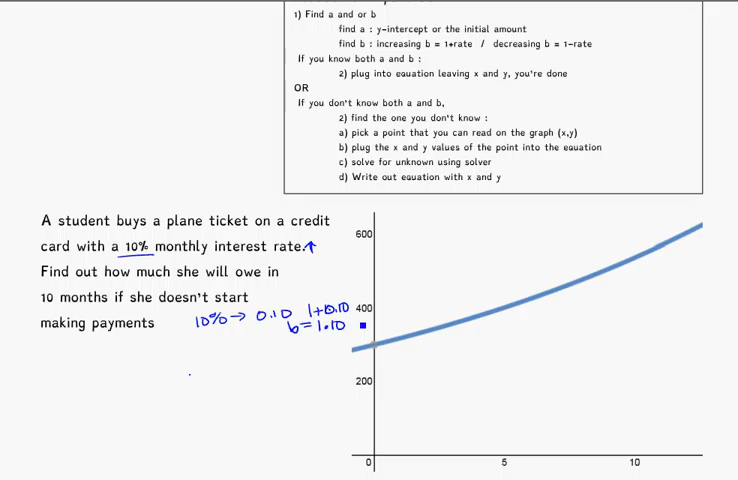 1) Find a and or b
find a : y-intercept or the initial amount
find b : increasing b = 1+rate / decreasing b = 1-rate
If you know both a and b :
2) plug into equation leaving x and y, you're done
OR
If you don't know both a and b,
2) find the one you don't know :
a) pick a point that you can read on the graph (x,y)
b) plug the x and y values of the point into the equation
c) solve for unknown using solver
d) Write out equation with x and y
A student buys a plane ticket on a credit
card with a 10% monthly interest rate.↑
Find out how much she will owe in
10 months if she doesn't start
making payments
10% → 0.10 1+0.10
b = 1.10
600
400
200
0 5 10